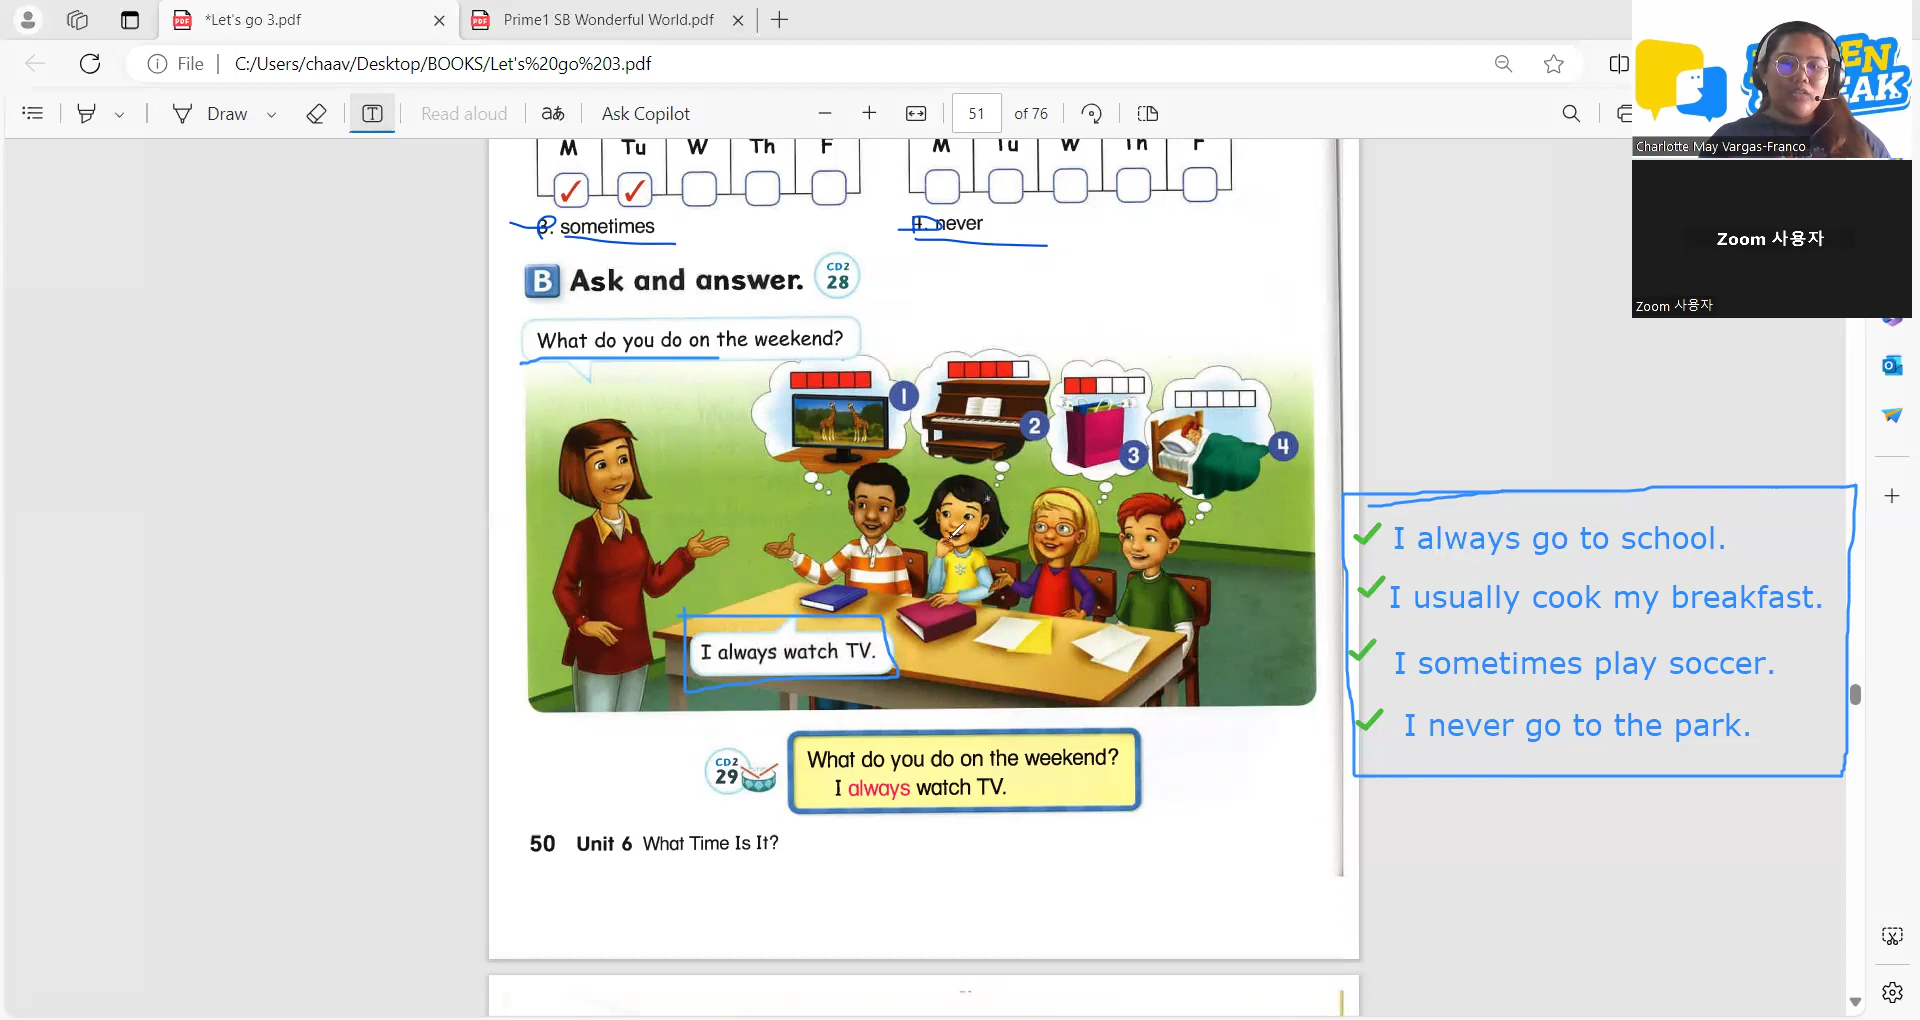 *Let's go 3.pdf
Prime1 SB Wonderful World.pdf
File
C:/Users/chaav/Desktop/BOOKS/Let's%20go%203.pdf
Draw
Read aloud
aあ
Ask Copilot
51
of 76
Charlotte May Vargas-Franco
Zoom 사용자
Zoom 사용자
M Tu W Th F
M Tu W Th F
3. sometimes
4. never
B Ask and answer.
CD2
28
What do you do on the weekend?
1
2
3
4
I always watch TV.
I always go to school.
I usually cook my breakfast.
I sometimes play soccer.
I never go to the park.
CD2
29
What do you do on the weekend?
I always watch TV.
50 Unit 6 What Time Is It?